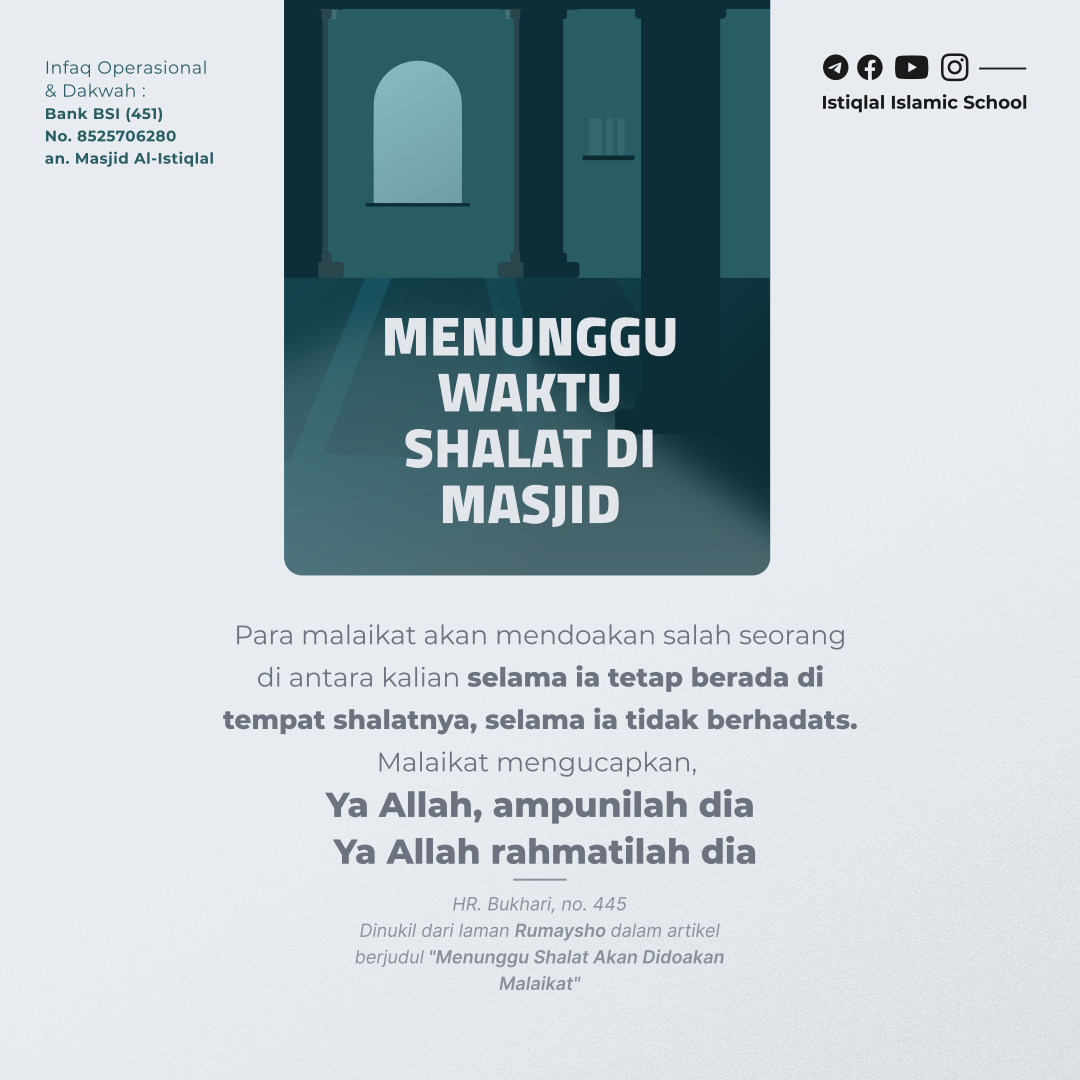 Infaq Operasional
& Dakwah :
Bank BSI (451)
No. 8525706280
an. Masjid Al-Istiqlal
Istiqlal Islamic School
MENUNGGU
WAKTU
SHALAT DI
MASJID
Para malaikat akan mendoakan salah seorang
di antara kalian selama ia tetap berada di
tempat shalatnya, selama ia tidak berhadats.
Malaikat mengucapkan,
Ya Allah, ampunilah dia
Ya Allah rahmatilah dia
HR. Bukhari, no. 445
Dinukil dari laman Rumaysho dalam artikel
berjudul "Menunggu Shalat Akan Didoakan
Malaikat"